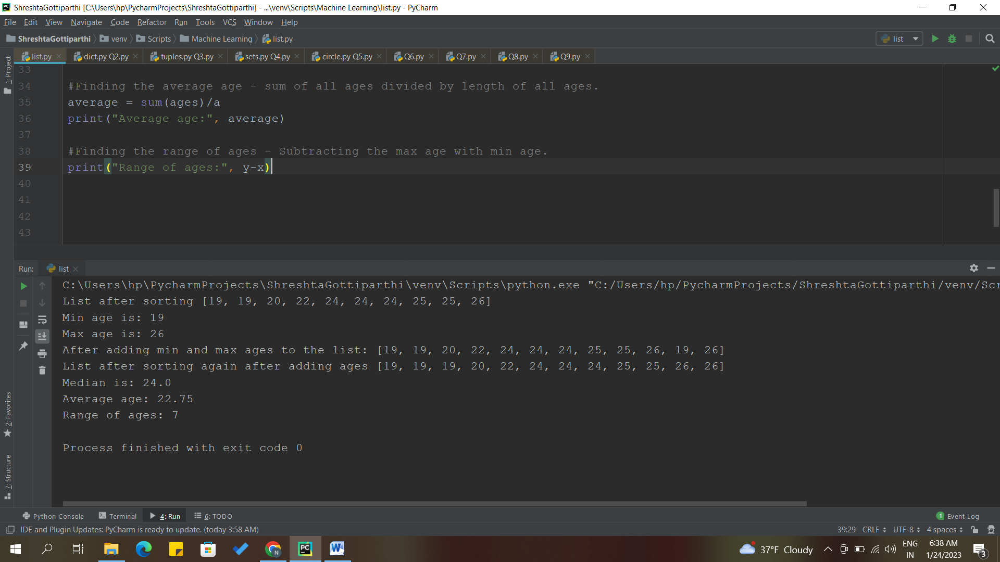 ShreshtaGottiparthi [C:\Users\hp\PycharmProjects\ShreshtaGottiparthi] - ...\venv\Scripts\Machine Learning\list.py - PyCharm
File Edit View Navigate Code Refactor Run Tools VCS Window Help
ShreshtaGottiparthi venv Scripts Machine Learning list.py
list
list.py dict.py Q2.py tuples.py Q3.py sets.py Q4.py circle.py Q5.py Q6.py Q7.py Q8.py Q9.py
1: Project
33
34 #Finding the average age - sum of all ages divided by length of all ages.
35 average = sum(ages)/a
36 print("Average age:", average)
37
38 #Finding the range of ages - Subtracting the max age with min age.
39 print("Range of ages:", y-x)
40
41
42
43
Run: list
C:\Users\hp\PycharmProjects\ShreshtaGottiparthi\venv\Scripts\python.exe "C:/Users/hp/PycharmProjects/ShreshtaGottiparthi/venv/Scr
List after sorting [19, 19, 20, 22, 24, 24, 24, 25, 25, 26]
Min age is: 19
Max age is: 26
After adding min and max ages to the list: [19, 19, 20, 22, 24, 24, 24, 25, 25, 26, 19, 26]
List after sorting again after adding ages [19, 19, 19, 20, 22, 24, 24, 24, 25, 25, 26, 26]
Median is: 24.0
Average age: 22.75
Range of ages: 7
Process finished with exit code 0
2: Favorites
7: Structure
Python Console Terminal 4: Run 6: TODO
1 Event Log
IDE and Plugin Updates: PyCharm is ready to update. (today 3:58 AM)
39:29 CRLF UTF-8 4 spaces
37°F Cloudy
ENG
IN
6:38 AM
1/24/2023
3